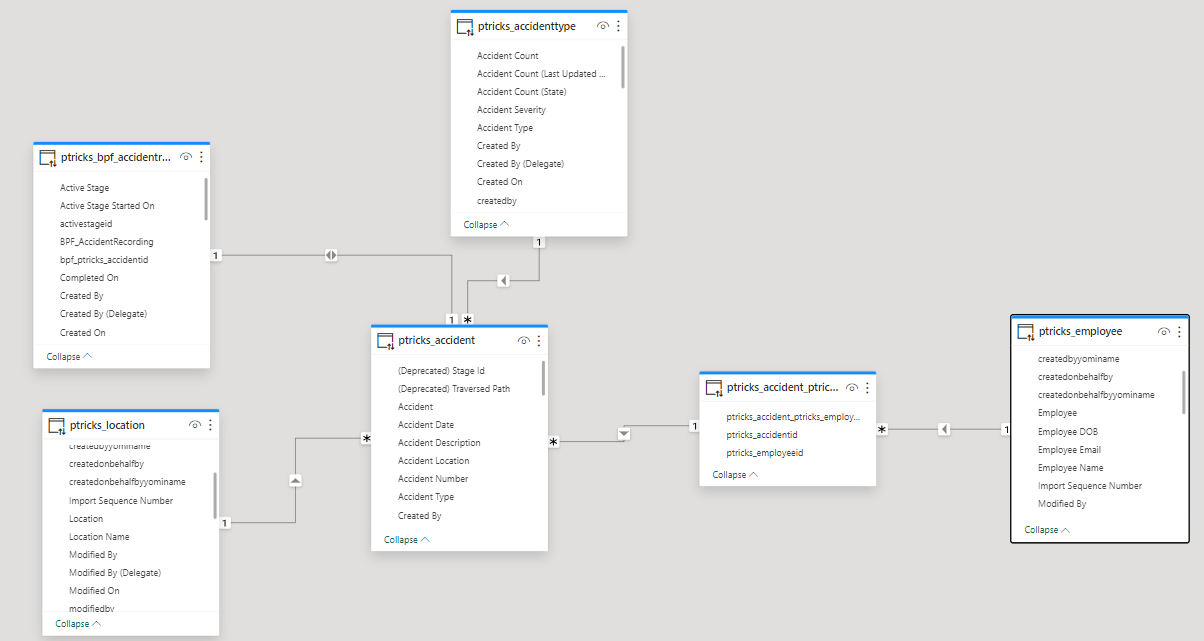 ptricks_accidenttype
Accident Count
Accident Count (Last Updated ...
Accident Count (State)
Accident Severity
Accident Type
Created By
Created By (Delegate)
Created On
createdby
Collapse
1
*
ptricks_bpf_accidentr...
Active Stage
Active Stage Started On
activestageid
BPF_AccidentRecording
bpf_ptricks_accidentid
Completed On
Created By
Created By (Delegate)
Created On
Collapse
1
1
ptricks_accident
(Deprecated) Stage Id
(Deprecated) Traversed Path
Accident
Accident Date
Accident Description
Accident Location
Accident Number
Accident Type
Created By
Collapse
*
*
ptricks_location
createdbyyominame
createdonbehalfby
createdonbehalfbyyominame
Import Sequence Number
Location
Location Name
Modified By
Modified By (Delegate)
Modified On
modifiedby
Collapse
1
ptricks_accident_ptric...
ptricks_accident_ptricks_employ...
ptricks_accidentid
ptricks_employeeid
Collapse
1
*
ptricks_employee
createdbyyominame
createdonbehalfby
createdonbehalfbyyominame
Employee
Employee DOB
Employee Email
Employee Name
Import Sequence Number
Modified By
Collapse
1